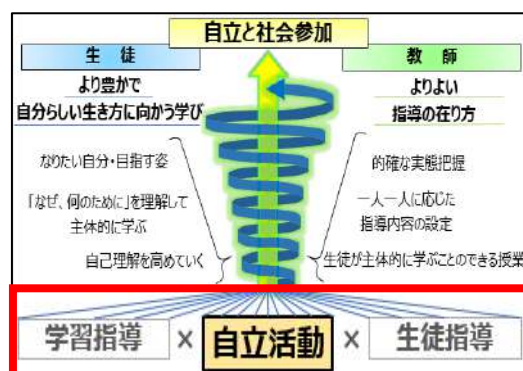 自立と社会参加
生　徒
より豊かで
自分らしい生き方に向かう学び
なりたい自分・目指す姿
「なぜ、何のために」を理解して
主体的に学ぶ
自己理解を高めていく
教　師
よりよい
指導の在り方
的確な実態把握
一人一人に応じた
指導内容の設定
生徒が主体的に学ぶことのできる授業
学習指導 × 自立活動 × 生徒指導